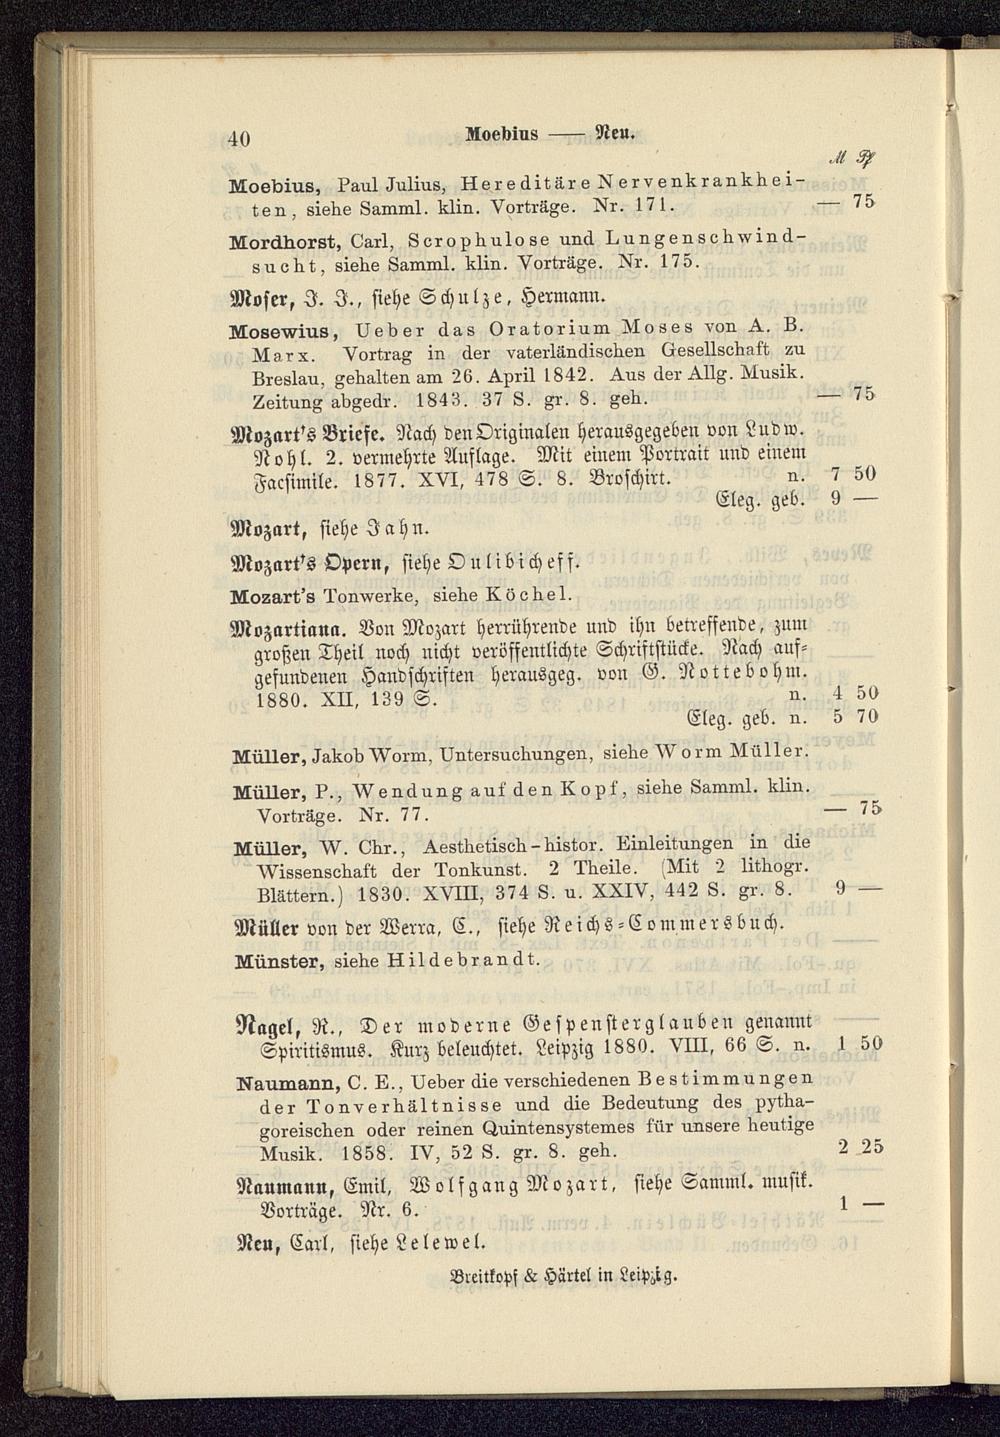 40 Moebius —— Neu.
ℳ ₰
Moebius, Paul Julius, Hereditäre Nervenkrankhei-
ten, siehe Samml. klin. Vorträge. Nr. 171. — 75
Mordhorst, Carl, Scrophulose und Lungenschwind-
sucht, siehe Samml. klin. Vorträge. Nr. 175.
Moser, J. J., siehe Schulze, Hermann.
Mosewius, Ueber das Oratorium Moses von A. B.
Marx. Vortrag in der vaterländischen Gesellschaft zu
Breslau, gehalten am 26. April 1842. Aus der Allg. Musik.
Zeitung abgedr. 1843. 37 S. gr. 8. geh. — 75
Mozart's Briefe. Nach den Originalen herausgegeben von Ludw.
Nohl. 2. vermehrte Auflage. Mit einem Portrait und einem
Facsimile. 1877. XVI, 478 S. 8. Broschirt. n. 7 50
Eleg. geb. 9 —
Mozart, siehe Jahn.
Mozart's Opern, siehe Oulibicheff.
Mozart's Tonwerke, siehe Köchel.
Mozartiana. Von Mozart herrührende und ihn betreffende, zum
großen Theil noch nicht veröffentlichte Schriftstücke. Nach auf-
gefundenen Handschriften herausgeg. von G. Nottebohm.
1880. XII, 139 S. n. 4 50
Eleg. geb. n. 5 70
Müller, Jakob Worm, Untersuchungen, siehe Worm Müller.
Müller, P., Wendung auf den Kopf, siehe Samml. klin.
Vorträge. Nr. 77. — 75
Müller, W. Chr., Aesthetisch-histor. Einleitungen in die
Wissenschaft der Tonkunst. 2 Theile. (Mit 2 lithogr.
Blättern.) 1830. XVIII, 374 S. u. XXIV, 442 S. gr. 8. 9 —
Müller von der Werra, C., siehe Reichs-Commersbuch.
Münster, siehe Hildebrandt.
Nagel, R., Der moderne Gespensterglauben genannt
Spiritismus. Kurz beleuchtet. Leipzig 1880. VIII, 66 S. n. 1 50
Naumann, C. E., Ueber die verschiedenen Bestimmungen
der Tonverhältnisse und die Bedeutung des pytha-
goreischen oder reinen Quintensystemes für unsere heutige
Musik. 1858. IV, 52 S. gr. 8. geh. 2 25
Naumann, Emil, Wolfgang Mozart, siehe Samml. musik.
Vorträge. Nr. 6. 1 —
Neu, Carl, siehe Lelewel.
Breitkopf & Härtel in Leipzig.